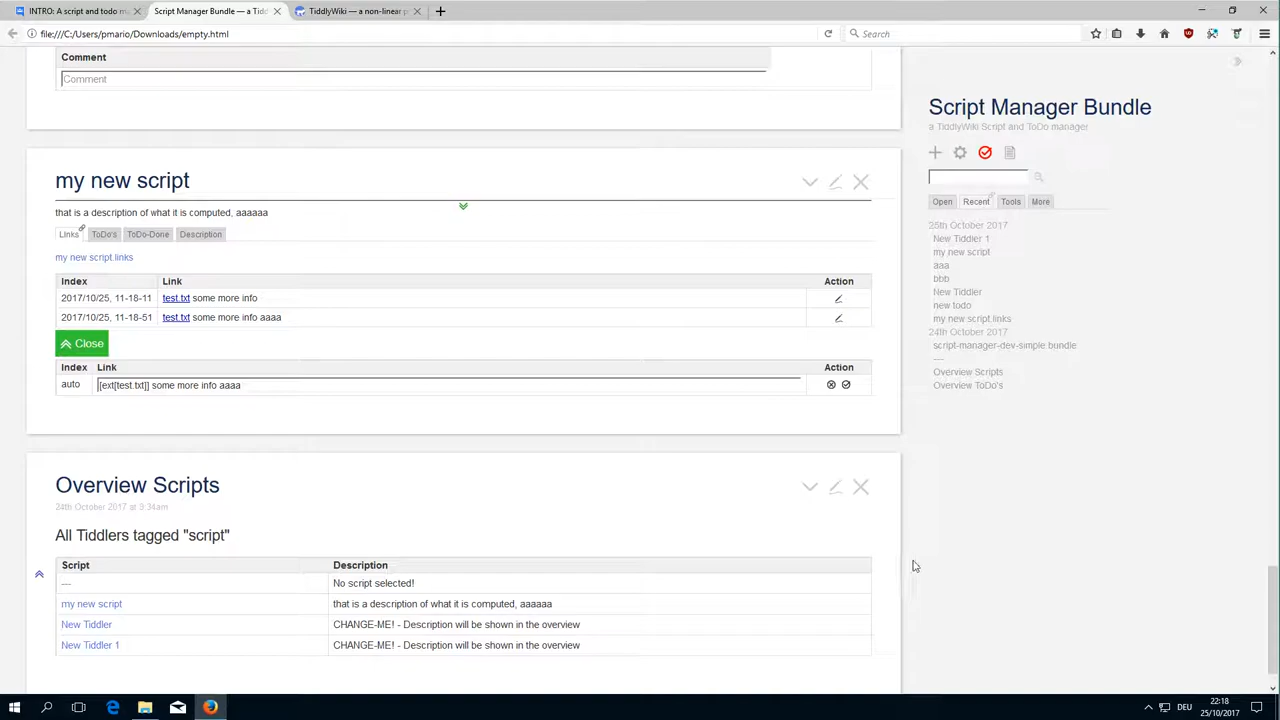 INTRO: A script and todo m
Script Manager Bundle — a Tidd
TiddlyWiki — a non-linear p
file:///C:/Users/pmario/Downloads/empty.html
Search
Comment
Comment
my new script
that is a description of what it is computed, aaaaaa
Links
ToDo's
ToDo-Done
Description
my new script.links
Index Link Action
2017/10/25, 11-18-11 test.txt some more info
2017/10/25, 11-18-51 test.txt some more info aaaa
Close
Index Link Action
auto [[ext[test.txt]] some more info aaaa
Overview Scripts
24th October 2017 at 9:34am
All Tiddlers tagged "script"
Script Description
--- No script selected!
my new script that is a description of what it is computed, aaaaaa
New Tiddler CHANGE-ME! - Description will be shown in the overview
New Tiddler 1 CHANGE-ME! - Description will be shown in the overview
Script Manager Bundle
a TiddlyWiki Script and ToDo manager
Open
Recent
Tools
More
25th October 2017
New Tiddler 1
my new script
aaa
bbb
New Tiddler
new todo
my new script.links
24th October 2017
script-manager-dev-simple.bundle
---
Overview Scripts
Overview ToDo's
DEU
22:18
25/10/2017